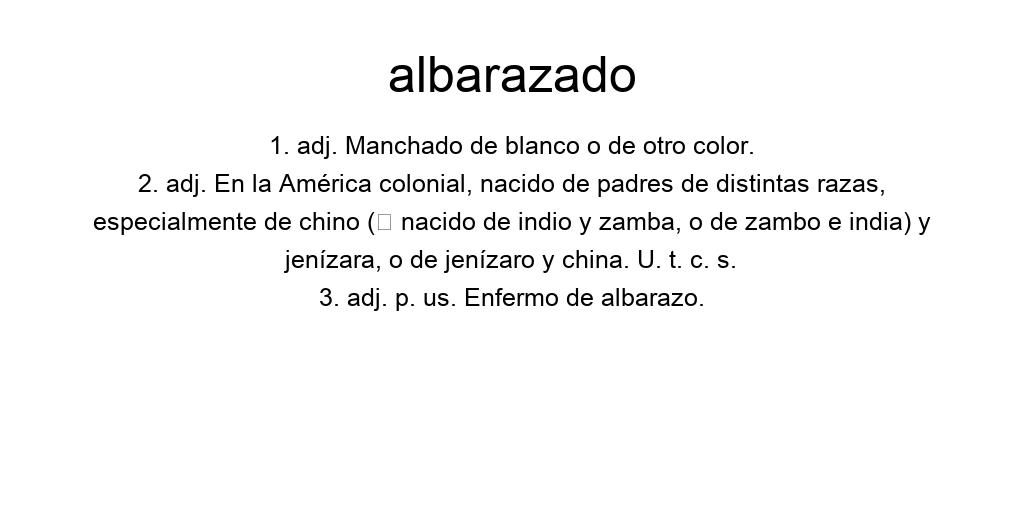 albarazado
1. adj. Manchado de blanco o de otro color.
2. adj. En la América colonial, nacido de padres de distintas razas,
especialmente de chino (□ nacido de indio y zamba, o de zambo e india) y
jenízara, o de jenízaro y china. U. t. c. s.
3. adj. p. us. Enfermo de albarazo.